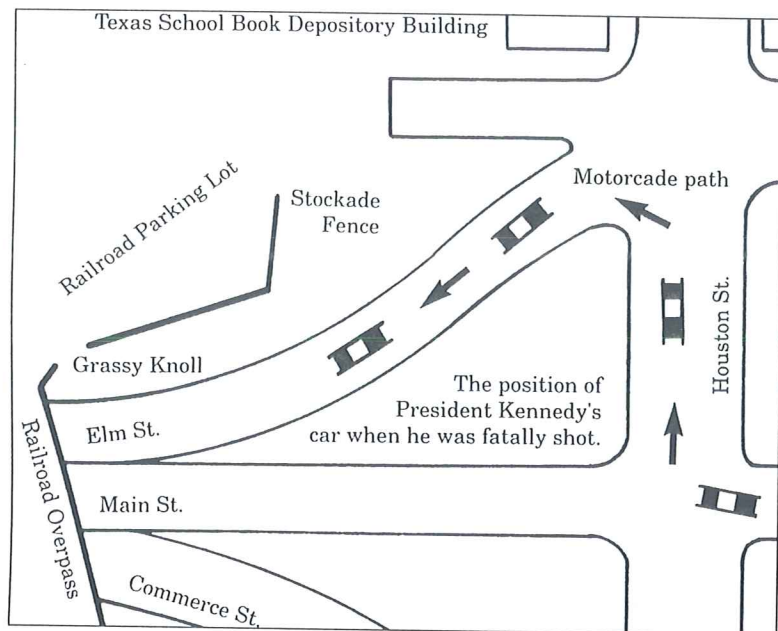 Texas School Book Depository Building
Motorcade path
Railroad Parking Lot
Stockade
Fence
Houston St.
Grassy Knoll
The position of
President Kennedy's
car when he was fatally shot.
Elm St.
Railroad Overpass
Main St.
Commerce St.